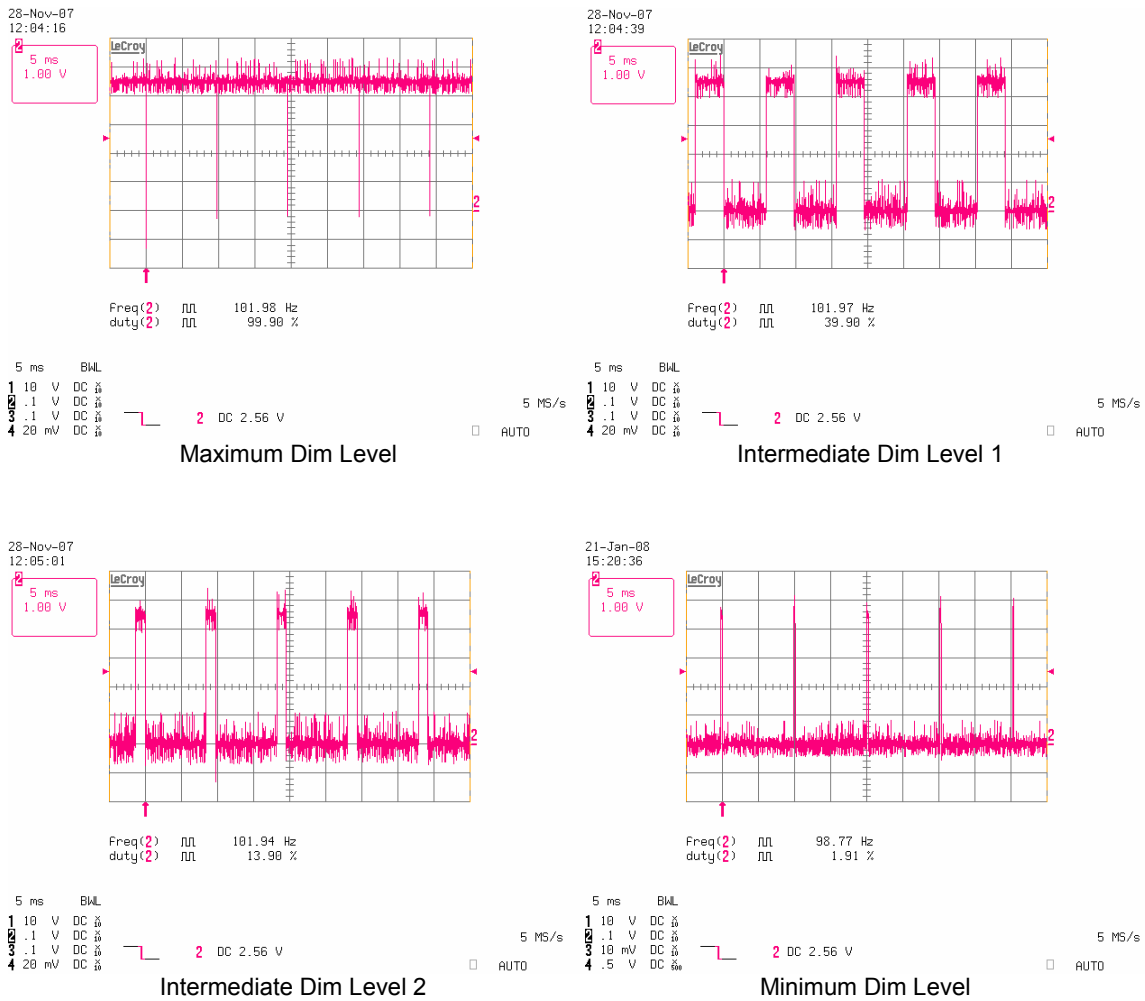 28-Nov-07
12:04:16
2
5 ms
1.00 V
LeCroy
2
Freq(2) 101.98 Hz
duty(2) 99.90 %
5 ms BWL
1 10 V DC
2 .1 V DC
3 .1 V DC
4 20 mV DC
2 DC 2.56 V
5 MS/s
AUTO
Maximum Dim Level
28-Nov-07
12:04:39
2
5 ms
1.00 V
LeCroy
2
Freq(2) 101.97 Hz
duty(2) 39.90 %
5 ms BWL
1 10 V DC
2 .1 V DC
3 .1 V DC
4 20 mV DC
2 DC 2.56 V
5 MS/s
AUTO
Intermediate Dim Level 1
28-Nov-07
12:05:01
2
5 ms
1.00 V
LeCroy
2
Freq(2) 101.94 Hz
duty(2) 13.90 %
5 ms BWL
1 10 V DC
2 .1 V DC
3 .1 V DC
4 20 mV DC
2 DC 2.56 V
5 MS/s
AUTO
Intermediate Dim Level 2
21-Jan-08
15:20:36
2
5 ms
1.00 V
LeCroy
2
Freq(2) 98.77 Hz
duty(2) 1.91 %
5 ms BWL
1 10 V DC
2 .1 V DC
3 10 mV DC
4 .5 V DC
2 DC 2.56 V
5 MS/s
AUTO
Minimum Dim Level